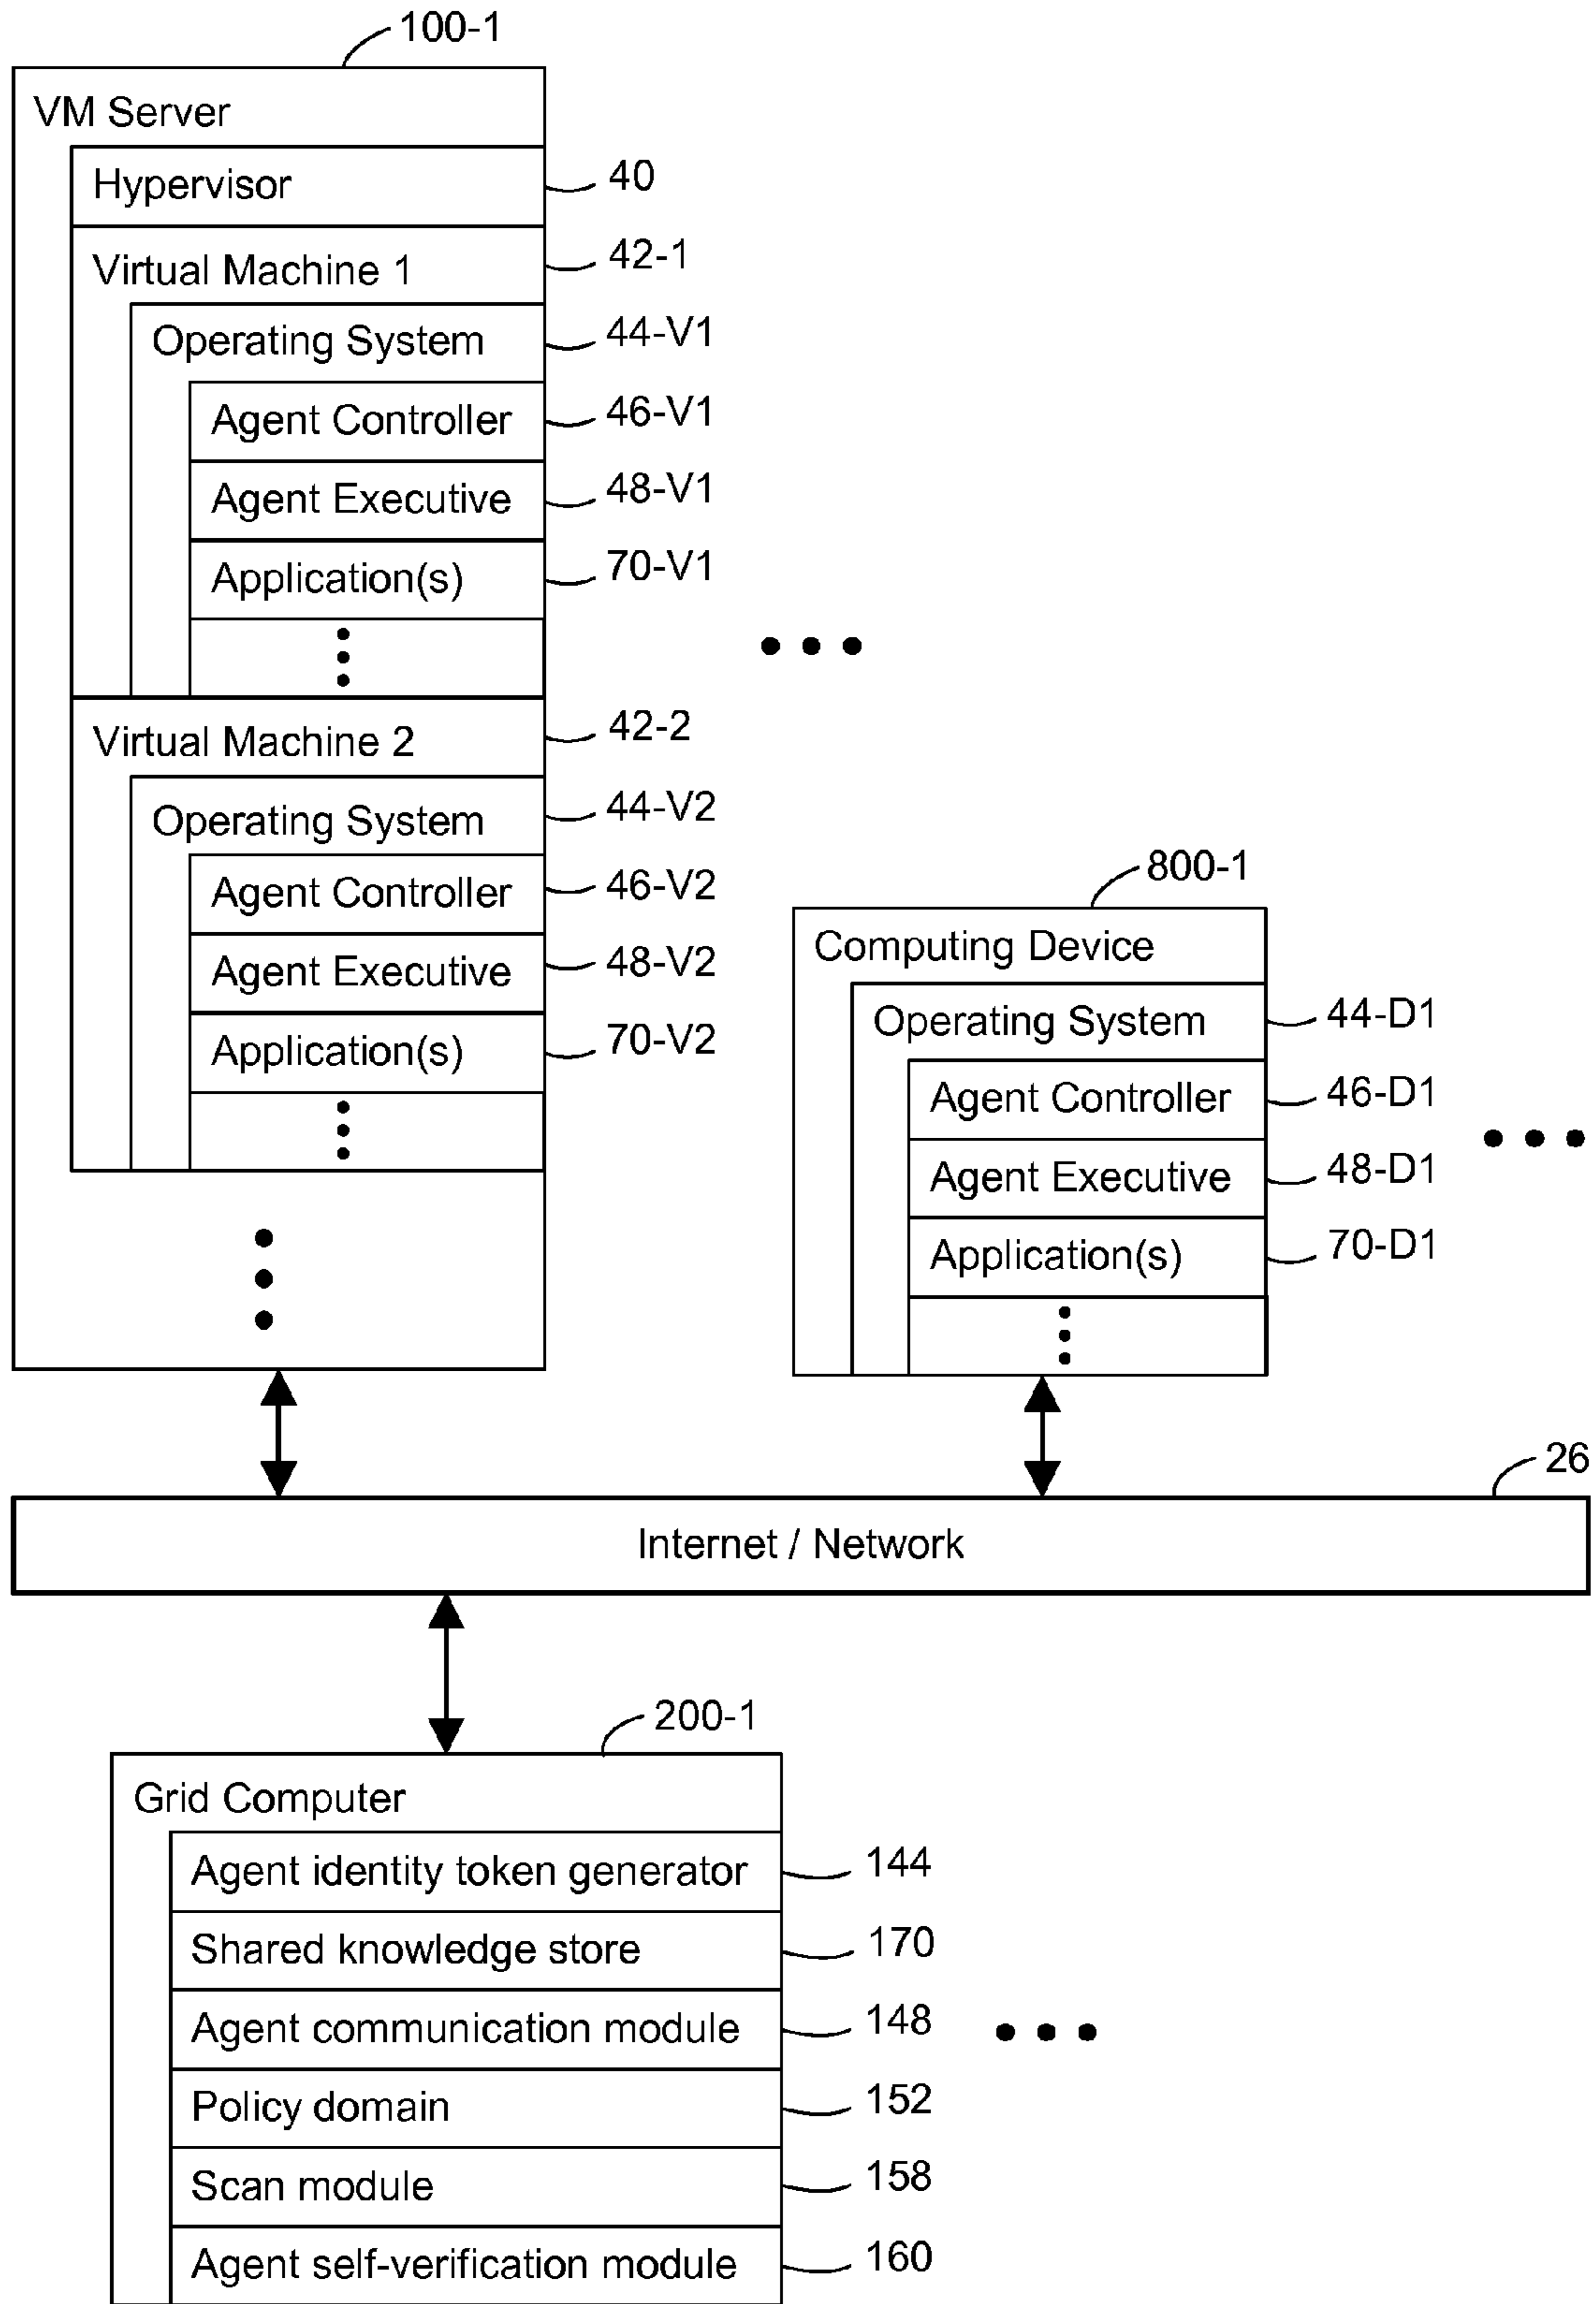 100-1
VM Server
Hypervisor 40
Virtual Machine 1 42-1
Operating System 44-V1
Agent Controller 46-V1
Agent Executive 48-V1
Application(s) 70-V1
Virtual Machine 2 42-2
Operating System 44-V2
Agent Controller 46-V2
Agent Executive 48-V2
Application(s) 70-V2
800-1
Computing Device
Operating System 44-D1
Agent Controller 46-D1
Agent Executive 48-D1
Application(s) 70-D1
26
Internet / Network
200-1
Grid Computer
Agent identity token generator 144
Shared knowledge store 170
Agent communication module 148
Policy domain 152
Scan module 158
Agent self-verification module 160